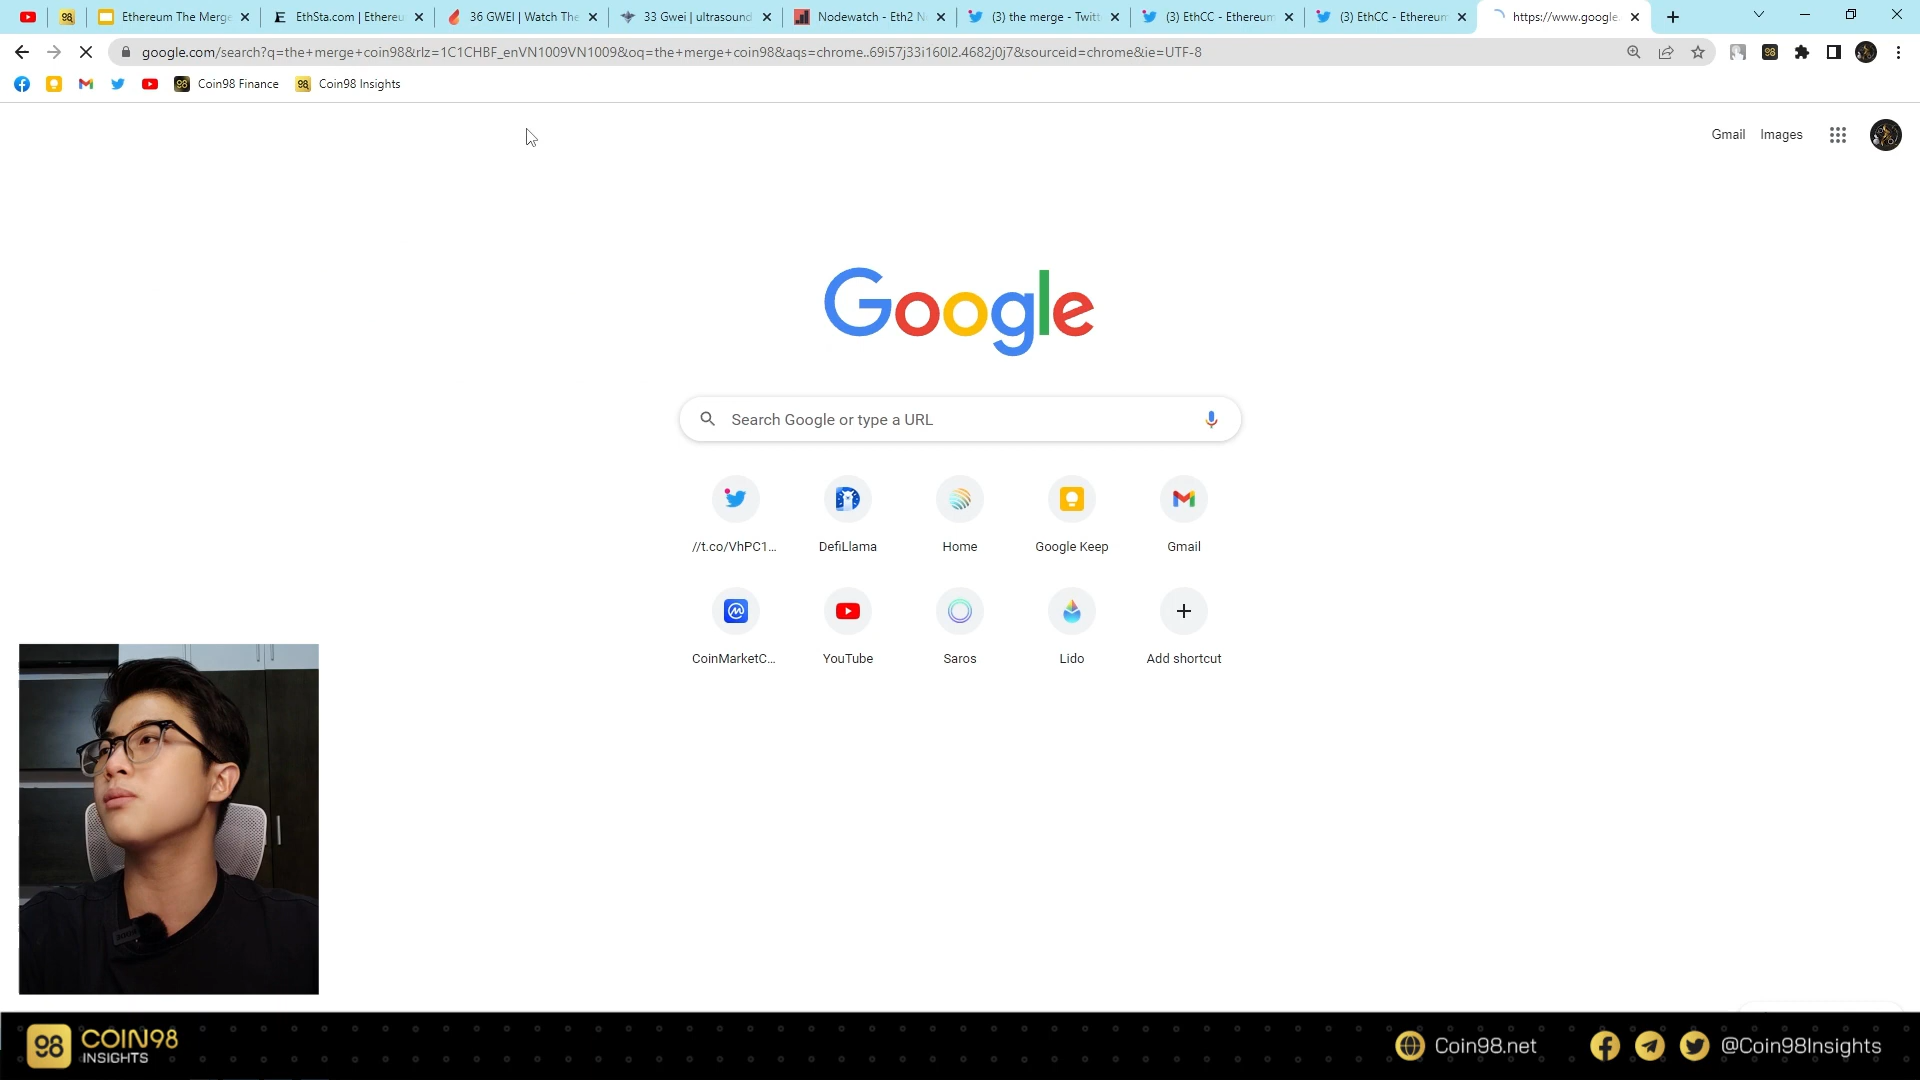 Ethereum The Merge
EthSta.com | Ethereu
36 GWEI | Watch The
33 Gwei | ultrasound
Nodewatch - Eth2 N
(3) the merge - Twitt
(3) EthCC - Ethereum
(3) EthCC - Ethereum
https://www.google.
google.com/search?q=the+merge+coin98&rlz=1C1CHBF_enVN1009VN1009&oq=the+merge+coin98&aqs=chrome..69i57j33i160l2.4682j0j7&sourceid=chrome&ie=UTF-8
98 Coin98 Finance 98 Coin98 Insights
Gmail Images
Google
Search Google or type a URL
//t.co/VhPC1... DefiLlama Home Google Keep Gmail
CoinMarketC... YouTube Saros Lido Add shortcut
98 COIN98
INSIGHTS
Coin98.net @Coin98Insights